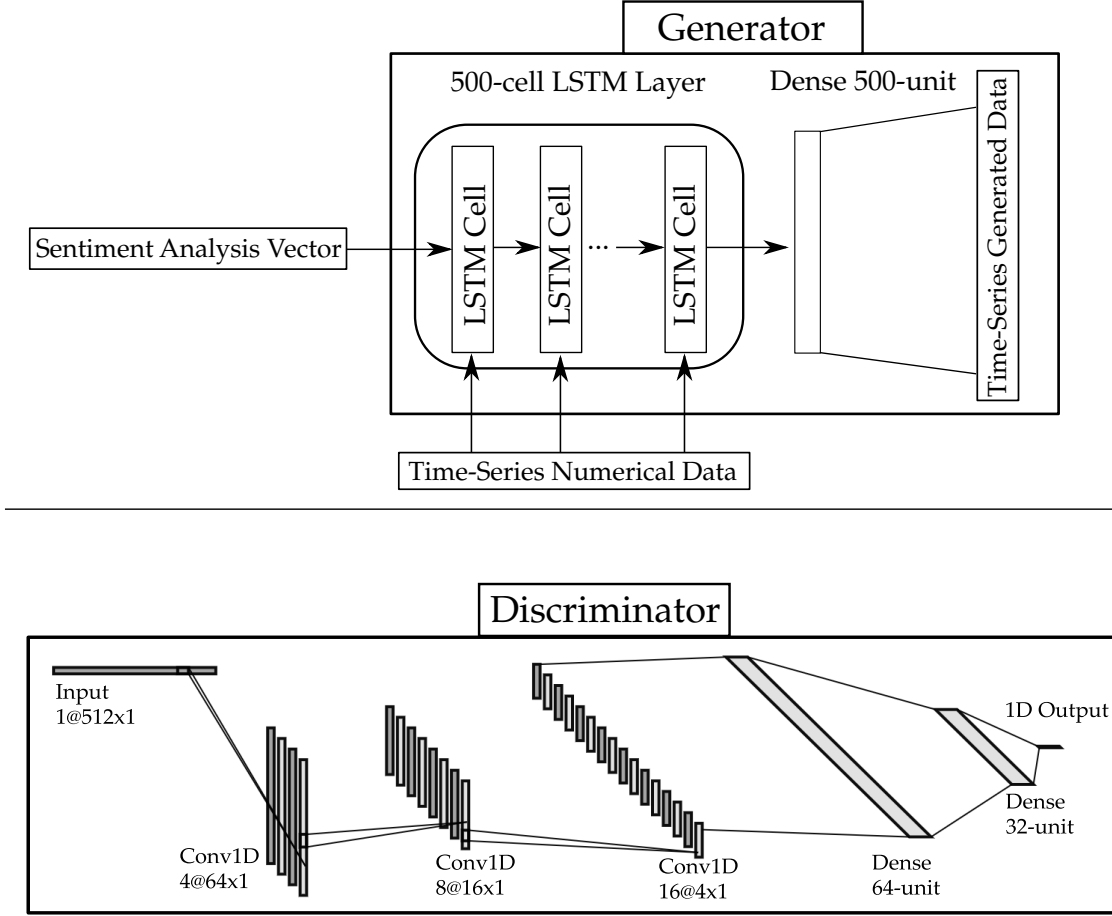 Generator
500-cell LSTM Layer
Dense 500-unit
LSTM Cell
LSTM Cell
...
LSTM Cell
Time-Series Generated Data
Sentiment Analysis Vector
Time-Series Numerical Data
Discriminator
Input
1@512x1
Conv1D
4@64x1
Conv1D
8@16x1
Conv1D
16@4x1
Dense
64-unit
Dense
32-unit
1D Output